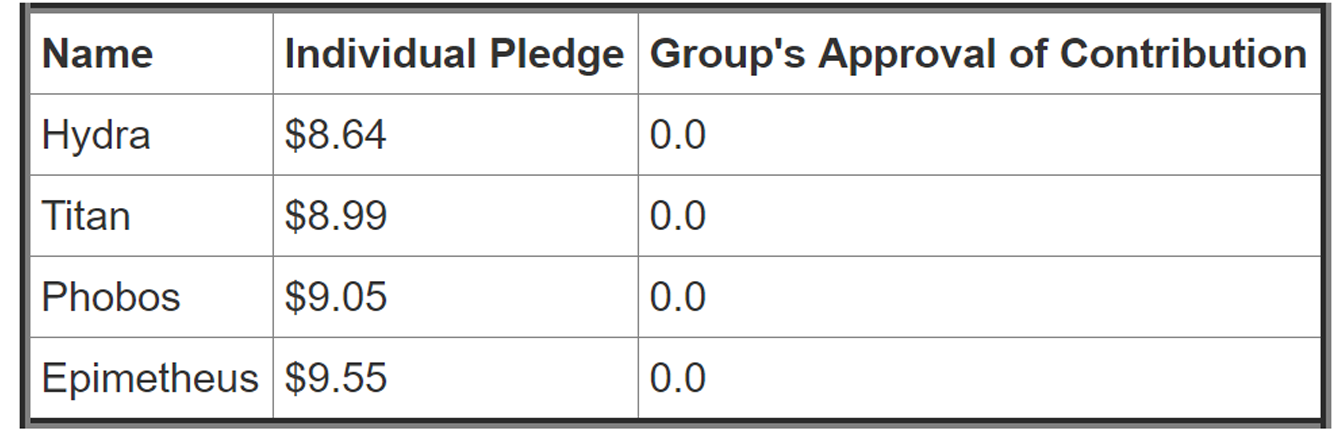 Name Individual Pledge Group's Approval of Contribution
Hydra $8.64 0.0
Titan $8.99 0.0
Phobos $9.05 0.0
Epimetheus $9.55 0.0